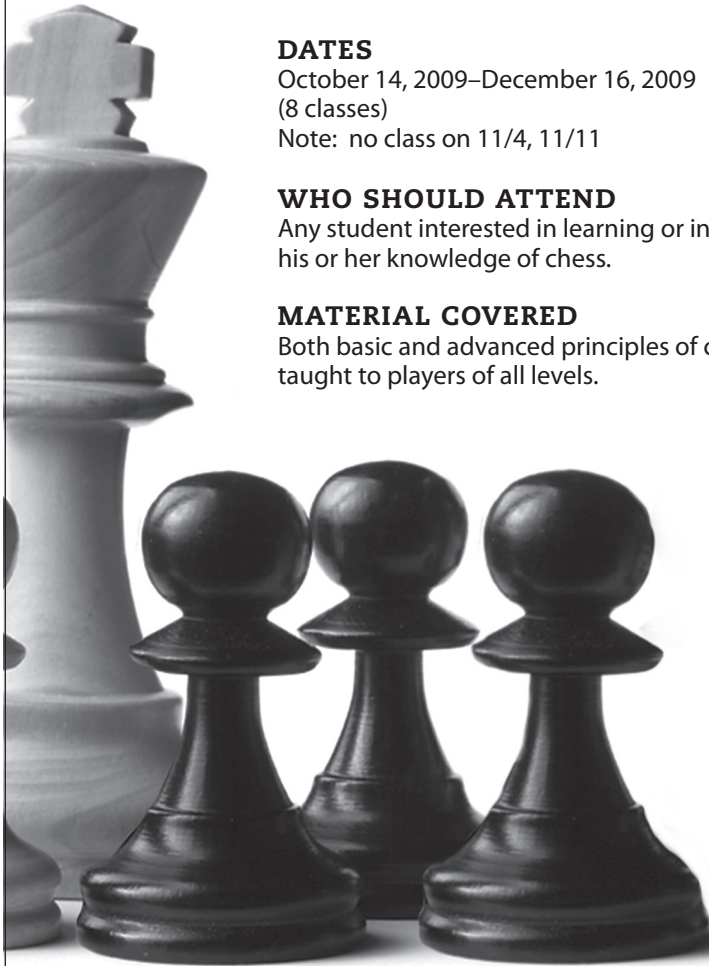 DATES
October 14, 2009–December 16, 2009
(8 classes)
Note:  no class on 11/4, 11/11
WHO SHOULD ATTEND
Any student interested in learning or
his or her knowledge of chess.
MATERIAL COVERED
Both basic and advanced principles of
taught to players of all levels.